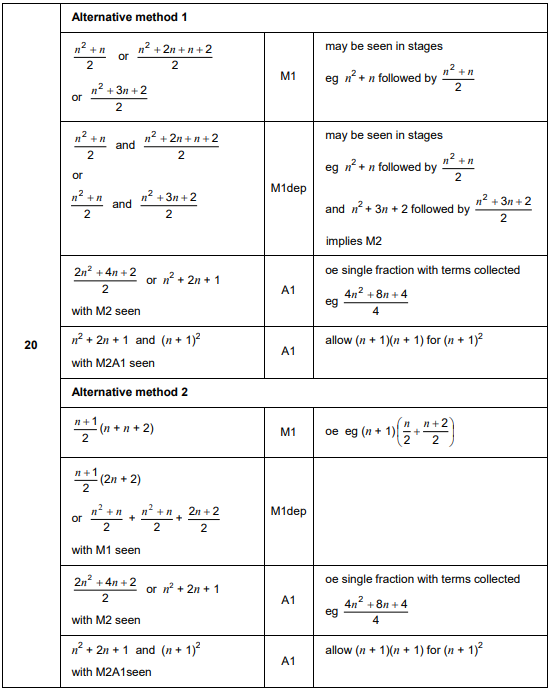 Alternative method 1
20
(n² + n)/2 or (n² + 2n + n + 2)/2
or (n² + 3n + 2)/2
M1
may be seen in stages
eg n² + n followed by (n² + n)/2
(n² + n)/2 and (n² + 2n + n + 2)/2
or
(n² + n)/2 and (n² + 3n + 2)/2
M1dep
may be seen in stages
eg n² + n followed by (n² + n)/2
and n² + 3n + 2 followed by (n² + 3n + 2)/2
implies M2
(2n² + 4n + 2)/2 or n² + 2n + 1
with M2 seen
A1
oe single fraction with terms collected
eg (4n² + 8n + 4)/4
n² + 2n + 1 and (n + 1)²
with M2A1 seen
A1
allow (n + 1)(n + 1) for (n + 1)²
Alternative method 2
(n + 1)/2 (n + n + 2)
M1
oe eg (n + 1)(n/2 + (n + 2)/2)
(n + 1)/2 (2n + 2)
or (n² + n)/2 + (n² + n)/2 + (2n + 2)/2
with M1 seen
M1dep
(2n² + 4n + 2)/2 or n² + 2n + 1
with M2 seen
A1
oe single fraction with terms collected
eg (4n² + 8n + 4)/4
n² + 2n + 1 and (n + 1)²
with M2A1seen
A1
allow (n + 1)(n + 1) for (n + 1)²